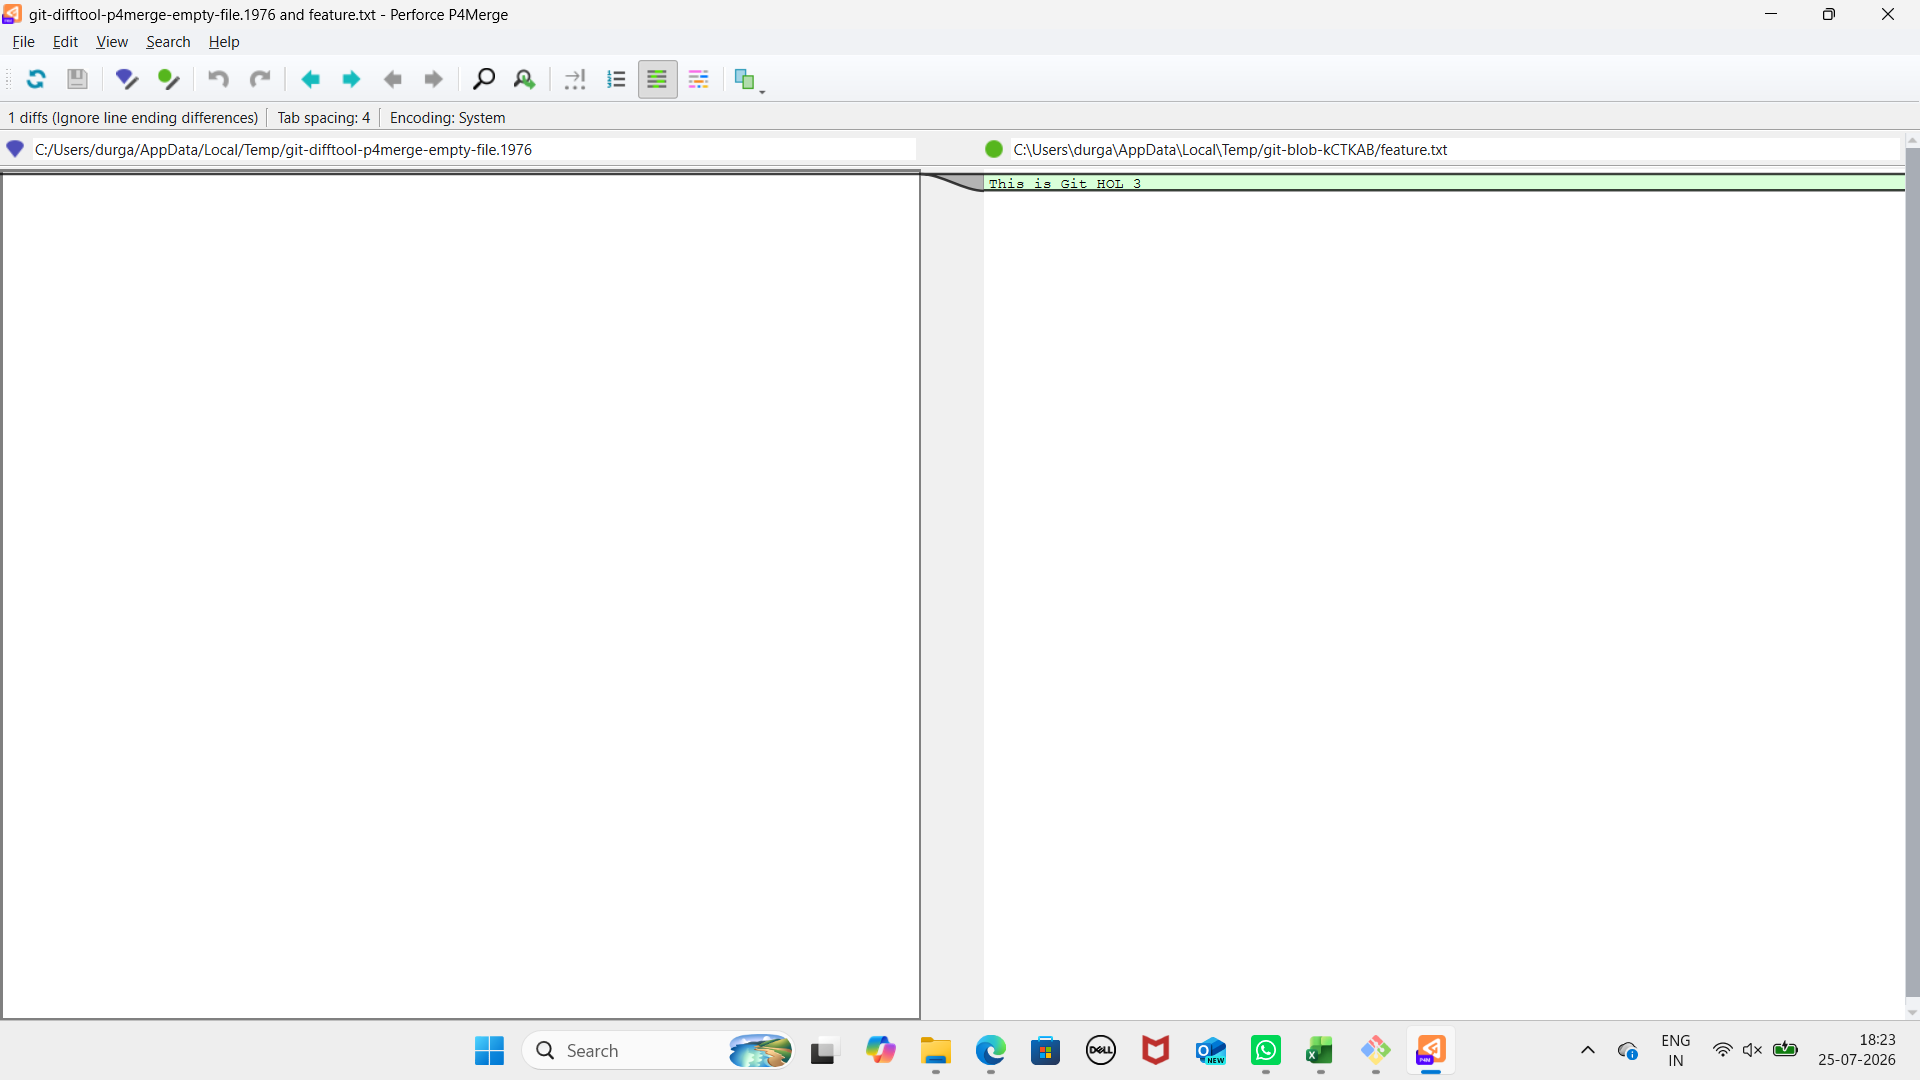 git-difftool-p4merge-empty-file.1976 and feature.txt - Perforce P4Merge
File Edit View Search Help
1 diffs (Ignore line ending differences) Tab spacing: 4 Encoding: System
C:/Users/durga/AppData/Local/Temp/git-difftool-p4merge-empty-file.1976
C:\Users\durga\AppData\Local\Temp/git-blob-kCTKAB/feature.txt
This is Git HOL 3
Search
DELL
NEW
P4M
ENG
IN
18:23
25-07-2026